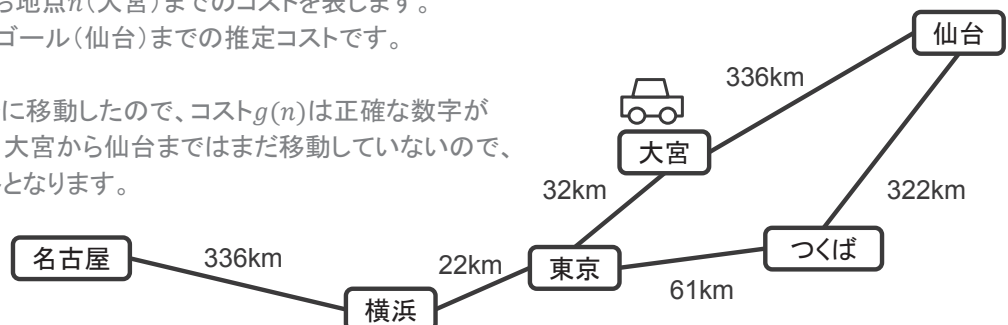 地点n(大宮)までのコストを表します。
ゴール(仙台)までの推定コストです。
に移動したので、コストg(n)は正確な数字が
大宮から仙台まではまだ移動していないので、
となります。
仙台
336km
大宮
32km
322km
名古屋
336km
22km
東京
つくば
61km
横浜